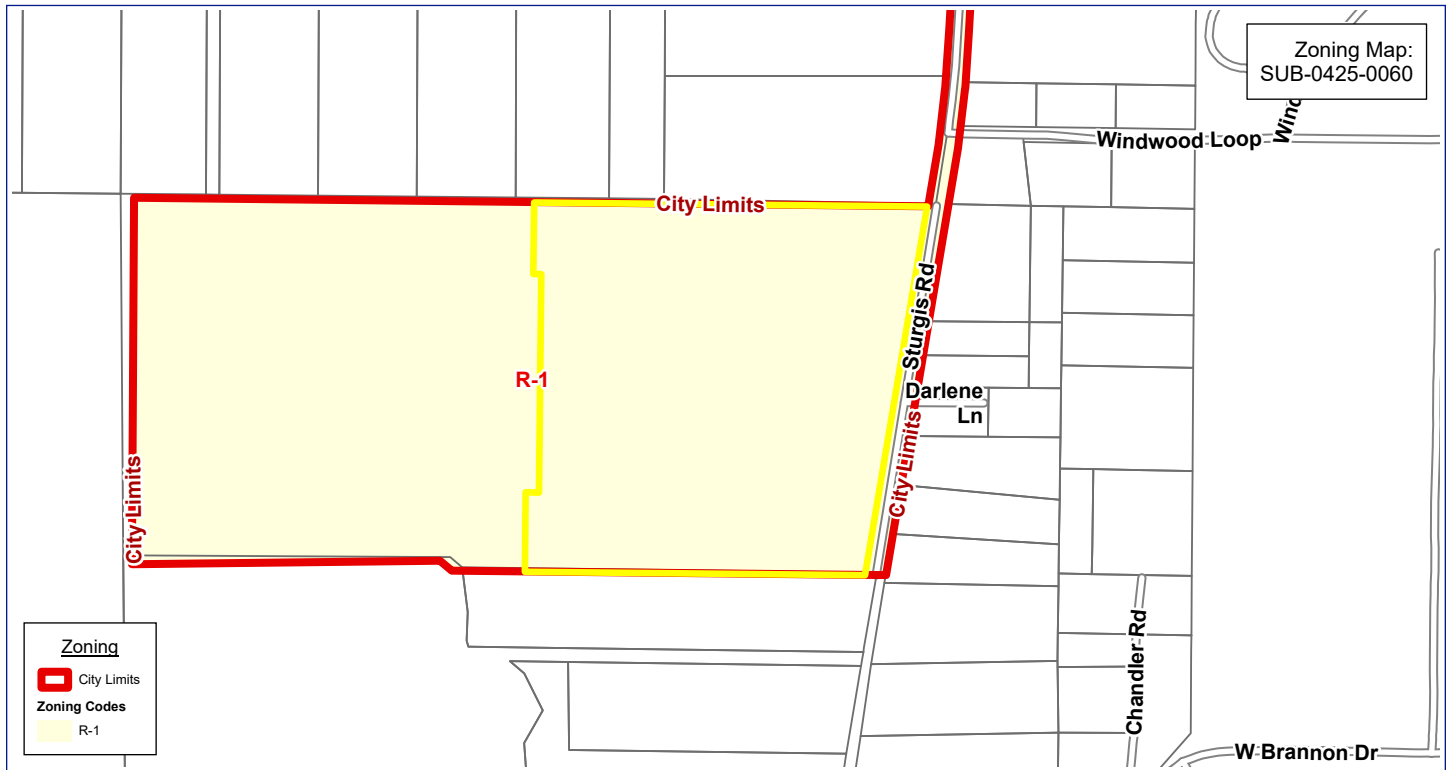 Zoning Map:
SUB-0425-0060
Windwood Loop
City Limits
Sturgis Rd
R-1
Darlene
Ln
City Limits
City Limits
Chandler Rd
W Brannon Dr
Zoning
City Limits
Zoning Codes
R-1